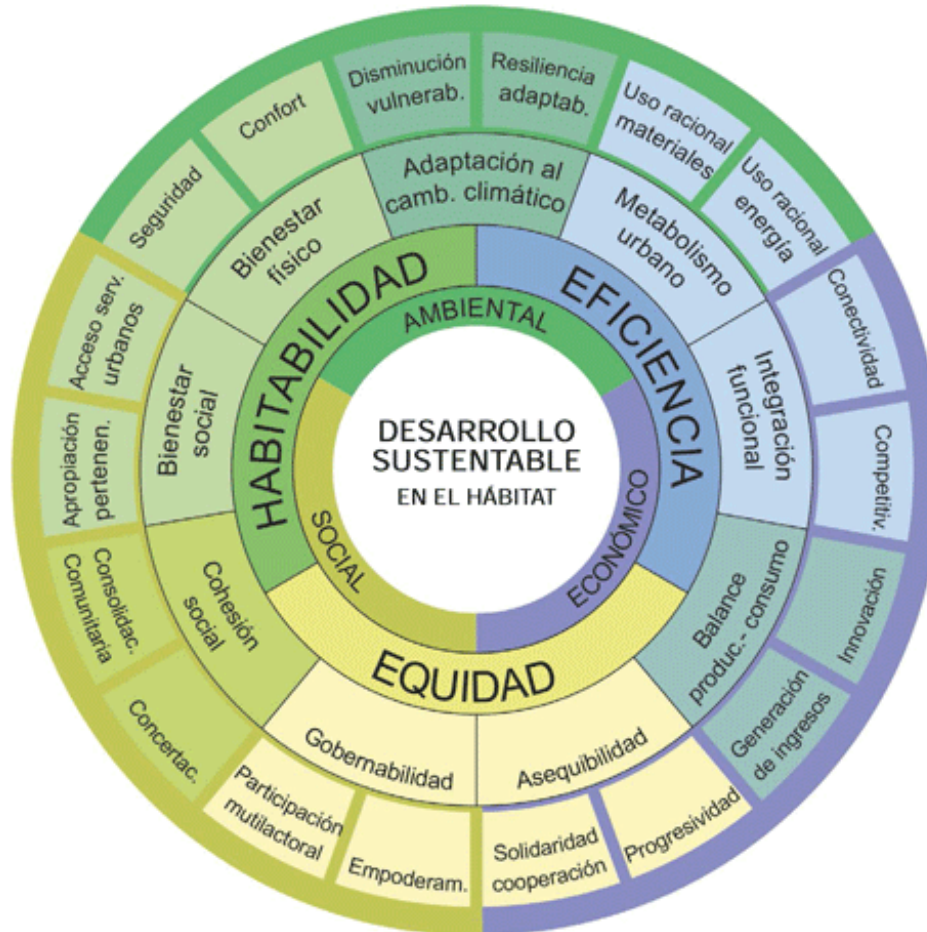 DESARROLLO
SUSTENTABLE
EN EL HÁBITAT
AMBIENTAL
ECONÓMICO
SOCIAL
HABITABILIDAD
EFICIENCIA
EQUIDAD
Adaptación al
camb. climático
Metabolismo
urbano
Integración
funcional
Balance
produc.- consumo
Asequibilidad
Gobernabilidad
Cohesión
social
Bienestar
social
Bienestar
físico
Disminución
vulnerab.
Resiliencia
adaptab.
Uso racional
materiales
Uso racional
energía
Conectividad
Competitiv.
Innovación
Generación
de ingresos
Progresividad
Solidaridad
cooperación
Empoderam.
Participación
mutilactoral
Concertac.
Consolidac.
Comunitaria
Apropiación
pertenen.
Acceso serv.
urbanos
Seguridad
Confort